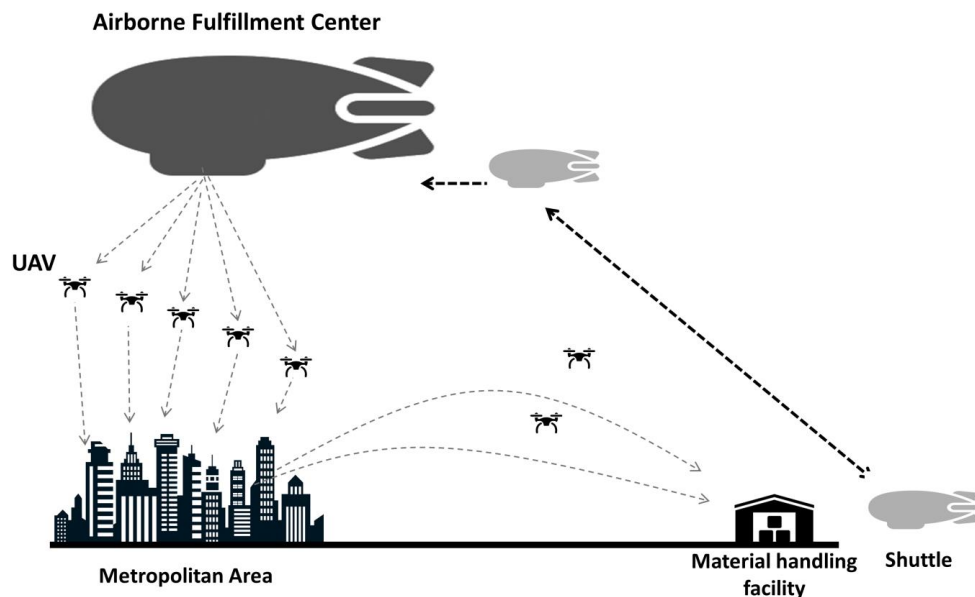 Airborne Fulfillment Center
UAV
Metropolitan Area
Material handling
facility
Shuttle